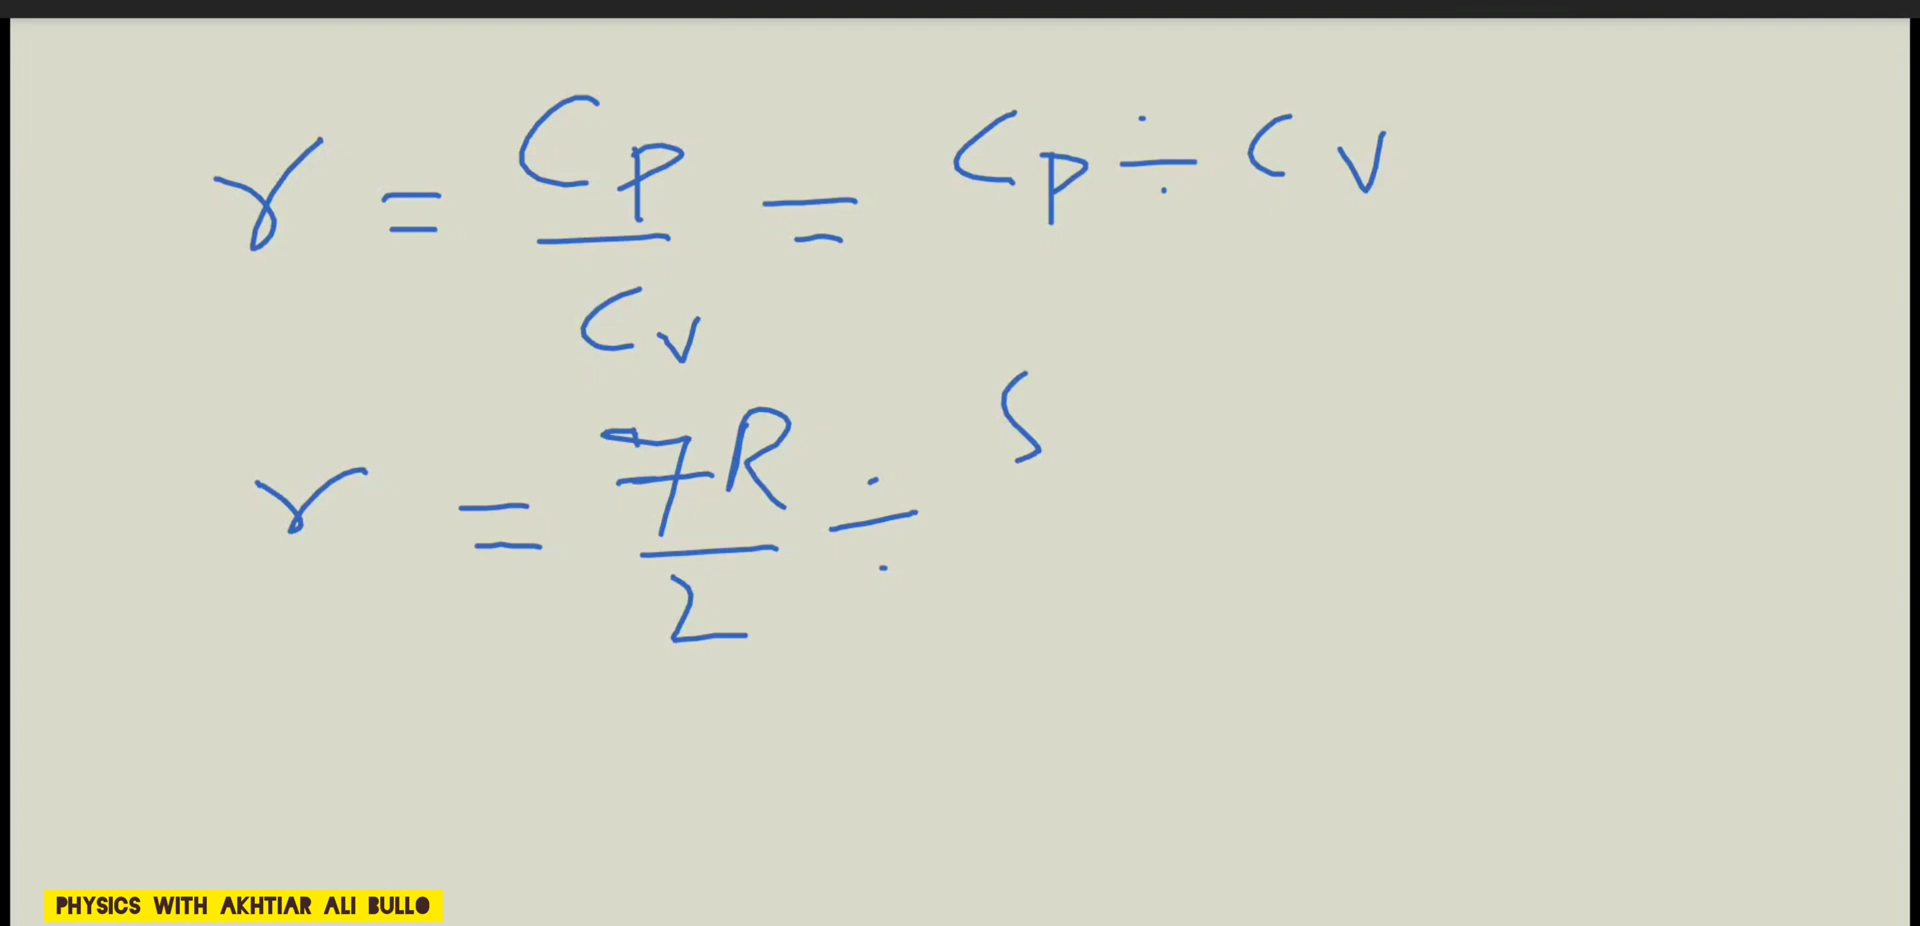 γ = Cp / Cv = Cp ÷ Cv
γ = 7R / 2 ÷ 5
PHYSICS WITH AKHTIAR ALI BULLO